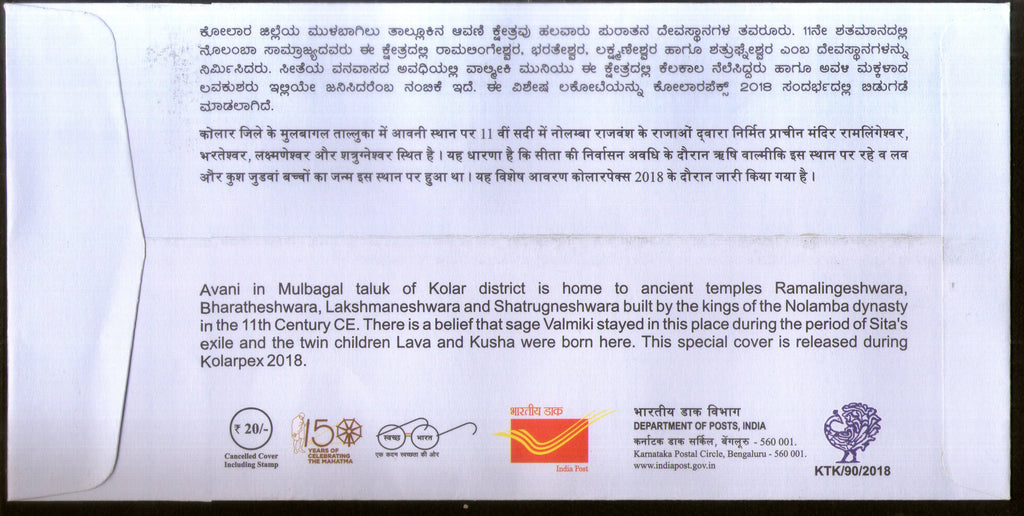 ಕೋಲಾರ ಜಿಲ್ಲೆಯ ಮುಳಬಾಗಿಲು ತಾಲ್ಲೂಕಿನ ಆವಣಿ ಕ್ಷೇತ್ರವು ಹಲವಾರು ಪುರಾತನ ದೇವಸ್ಥಾನಗಳ ತವರೂರು. 11ನೇ ಶತಮಾನದಲ್ಲಿ
ನೊಲಂಬಾ ಸಾಮ್ರಾಜ್ಯದವರು ಈ ಕ್ಷೇತ್ರದಲ್ಲಿ ರಾಮಲಿಂಗೇಶ್ವರ, ಭರತೇಶ್ವರ, ಲಕ್ಷ್ಮಣೇಶ್ವರ ಹಾಗೂ ಶತ್ರುಘ್ನೇಶ್ವರ ಎಂಬ ದೇವಸ್ಥಾನಗಳನ್ನು
ನಿರ್ಮಿಸಿದರು. ಸೀತೆಯ ವನವಾಸದ ಅವಧಿಯಲ್ಲಿ ವಾಲ್ಮೀಕಿ ಮುನಿಯು ಈ ಕ್ಷೇತ್ರದಲ್ಲಿ ಕೆಲಕಾಲ ನೆಲೆಸಿದ್ದರು ಹಾಗೂ ಅವಳ ಮಕ್ಕಳಾದ
ಲವಕುಶರು ಇಲ್ಲಿಯೇ ಜನಿಸಿದರೆಂಬ ನಂಬಿಕೆ ಇದೆ. ಈ ವಿಶೇಷ ಲಕೋಟೆಯನ್ನು ಕೋಲಾರಪೆಕ್ಸ್ 2018 ಸಂದರ್ಭದಲ್ಲಿ ಬಿಡುಗಡೆ
ಮಾಡಲಾಗಿದೆ.
कोलार जिले के मुलबागल ताल्लुका में आवनी स्थान पर 11 वीं सदी में नोलम्बा राजवंश के राजाओं द्वारा निर्मित प्राचीन मंदिर रामलिंगेश्वर,
भरतेश्वर, लक्ष्मणेश्वर और शत्रुग्नेश्वर स्थित है । यह धारणा है कि सीता की निर्वासन अवधि के दौरान ऋषि वाल्मीकि इस स्थान पर रहे व लव
और कुश जुडवां बच्चों का जन्म इस स्थान पर हुआ था । यह विशेष आवरण कोलारपेक्स 2018 के दौरान जारी किया गया है ।
Avani in Mulbagal taluk of Kolar district is home to ancient temples Ramalingeshwara,
Bharatheshwara, Lakshmaneshwara and Shatrugneshwara built by the kings of the Nolamba dynasty
in the 11th Century CE. There is a belief that sage Valmiki stayed in this place during the period of Sita's
exile and the twin children Lava and Kusha were born here. This special cover is released during
Kolarpex 2018.
₹ 20/-
Cancelled Cover
Including Stamp
150
YEARS OF
CELEBRATING
THE MAHATMA
स्वच्छ भारत
एक कदम स्वच्छता की ओर
भारतीय डाक
India Post
भारतीय डाक विभाग
DEPARTMENT OF POSTS, INDIA
कर्नाटक डाक सर्किल, बेंगलूरु - 560 001.
Karnataka Postal Circle, Bengaluru - 560 001.
www.indiapost.gov.in
KTK/90/2018